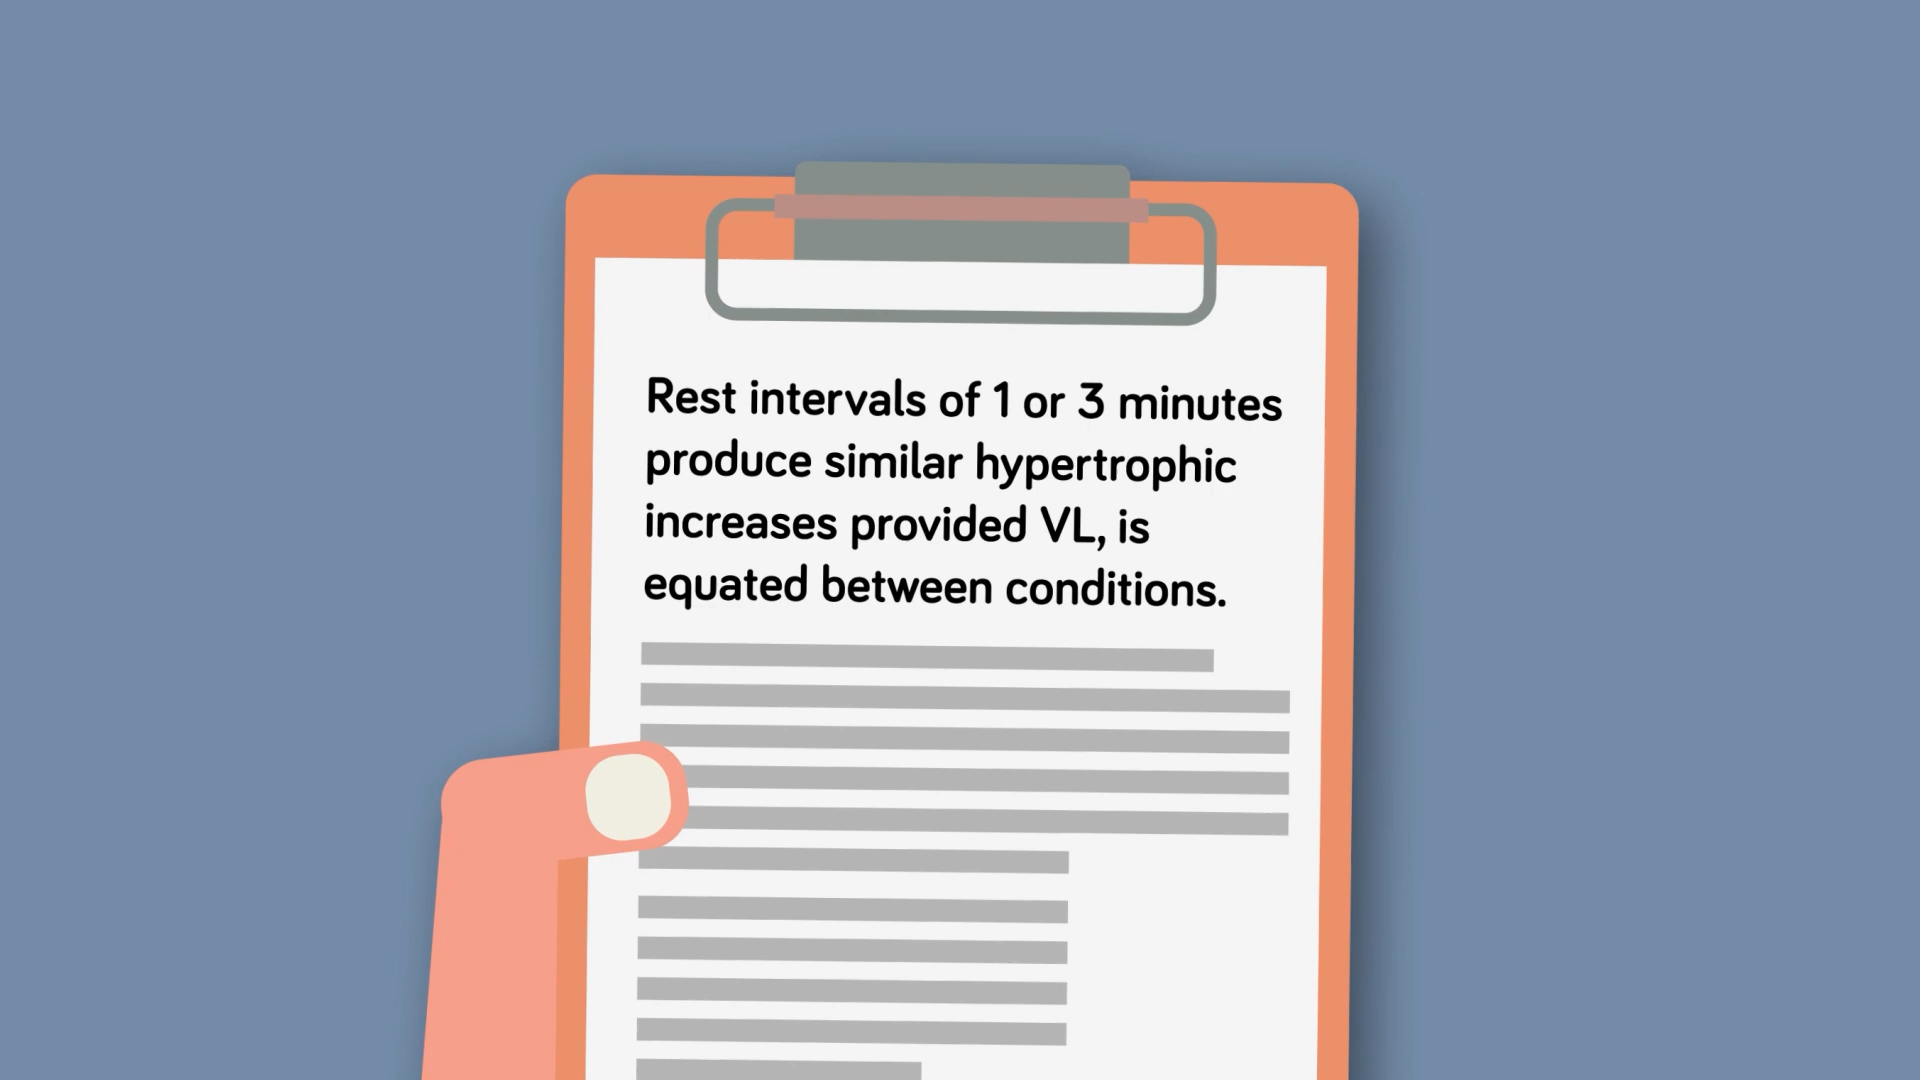 Rest intervals of 1 or 3 minutes
produce similar hypertrophic
increases provided VL, is
equated between conditions.